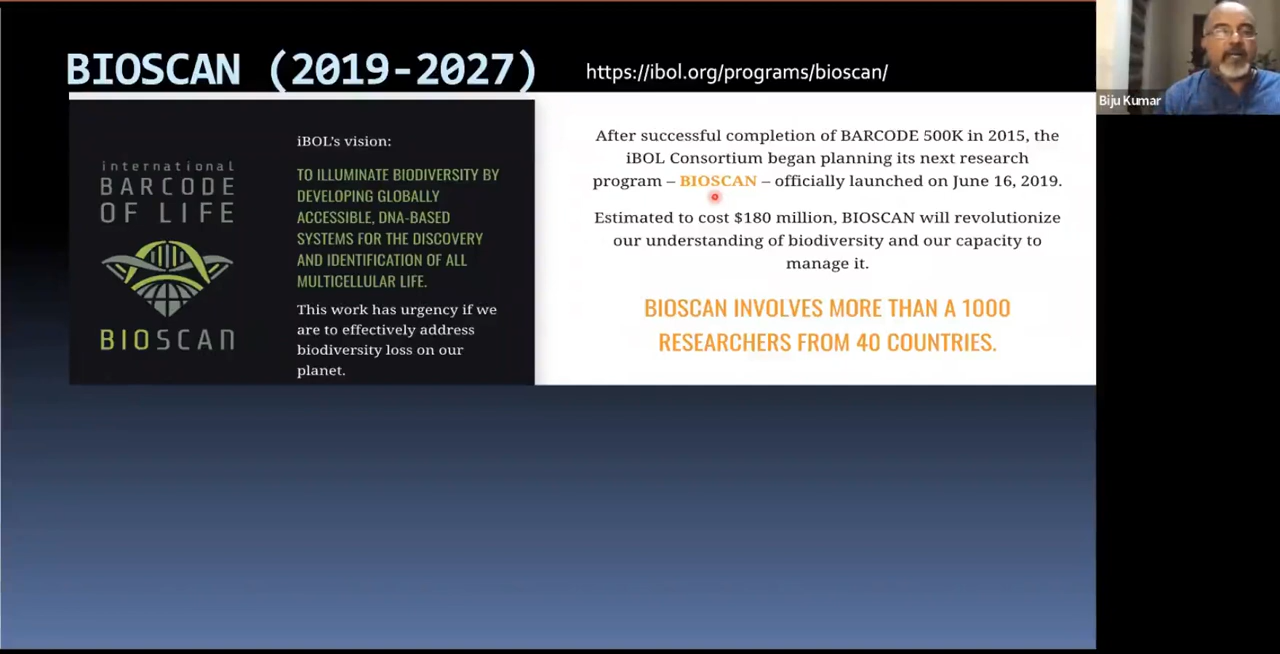 BIOSCAN (2019-2027)
https://ibol.org/programs/bioscan/
Biju Kumar
international
BARCODE
OF LIFE
BIOSCAN
iBOL's vision:
TO ILLUMINATE BIODIVERSITY BY
DEVELOPING GLOBALLY
ACCESSIBLE, DNA-BASED
SYSTEMS FOR THE DISCOVERY
AND IDENTIFICATION OF ALL
MULTICELLULAR LIFE.
This work has urgency if we
are to effectively address
biodiversity loss on our
planet.
After successful completion of BARCODE 500K in 2015, the
iBOL Consortium began planning its next research
program – BIOSCAN – officially launched on June 16, 2019.
Estimated to cost $180 million, BIOSCAN will revolutionize
our understanding of biodiversity and our capacity to
manage it.
BIOSCAN INVOLVES MORE THAN A 1000
RESEARCHERS FROM 40 COUNTRIES.